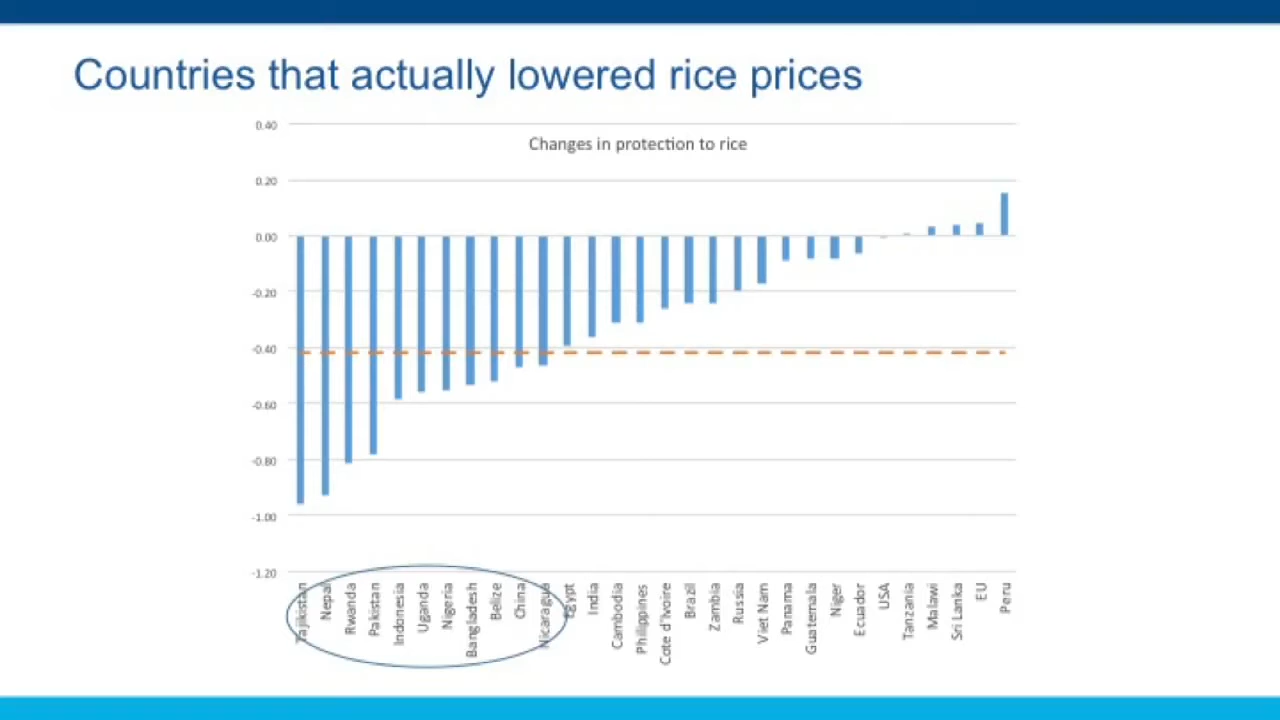 Countries that actually lowered rice prices
Changes in protection to rice
0.40
0.20
0.00
-0.20
-0.40
-0.60
-0.80
-1.00
-1.20
Tajikistan
Nepal
Rwanda
Pakistan
Indonesia
Uganda
Nigeria
Bangladesh
Belize
China
Nicaragua
Egypt
India
Cambodia
Philippines
Cote d'Ivoire
Brazil
Zambia
Russia
Viet Nam
Panama
Guatemala
Niger
Ecuador
USA
Tanzania
Malawi
Sri Lanka
EU
Peru